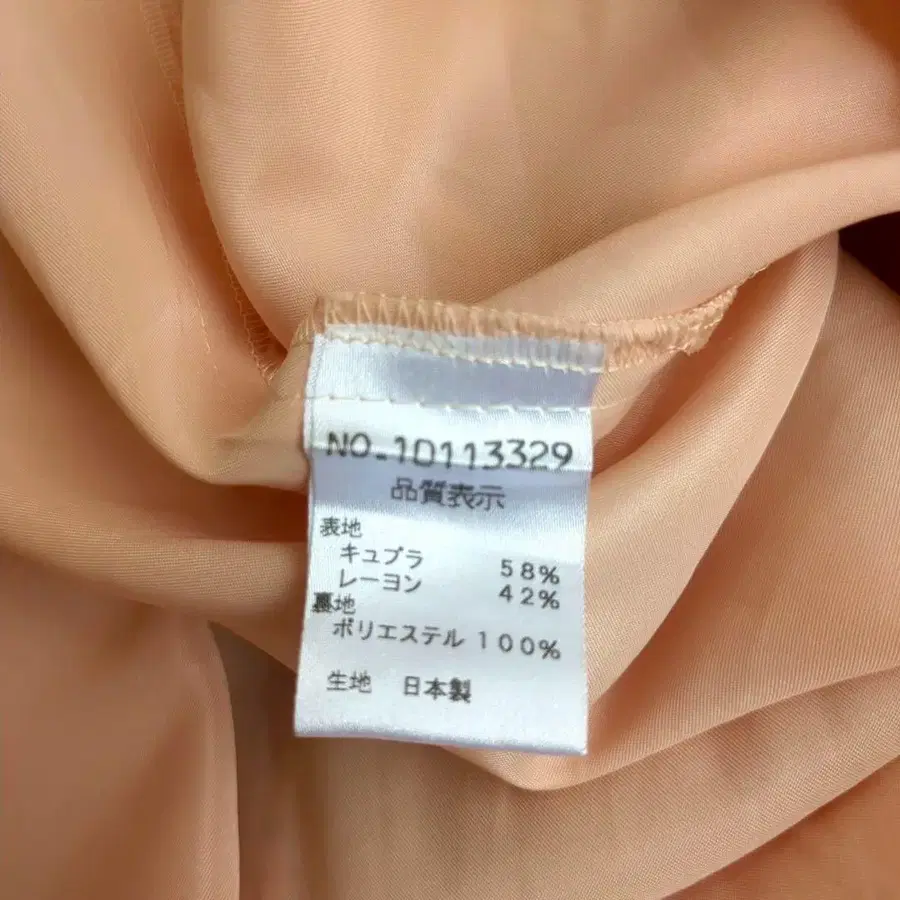 NO.1D113329
品質表示
表地
キュプラ 58%
レーヨン 42%
裏地
ポリエステル 100%
生地 日本製